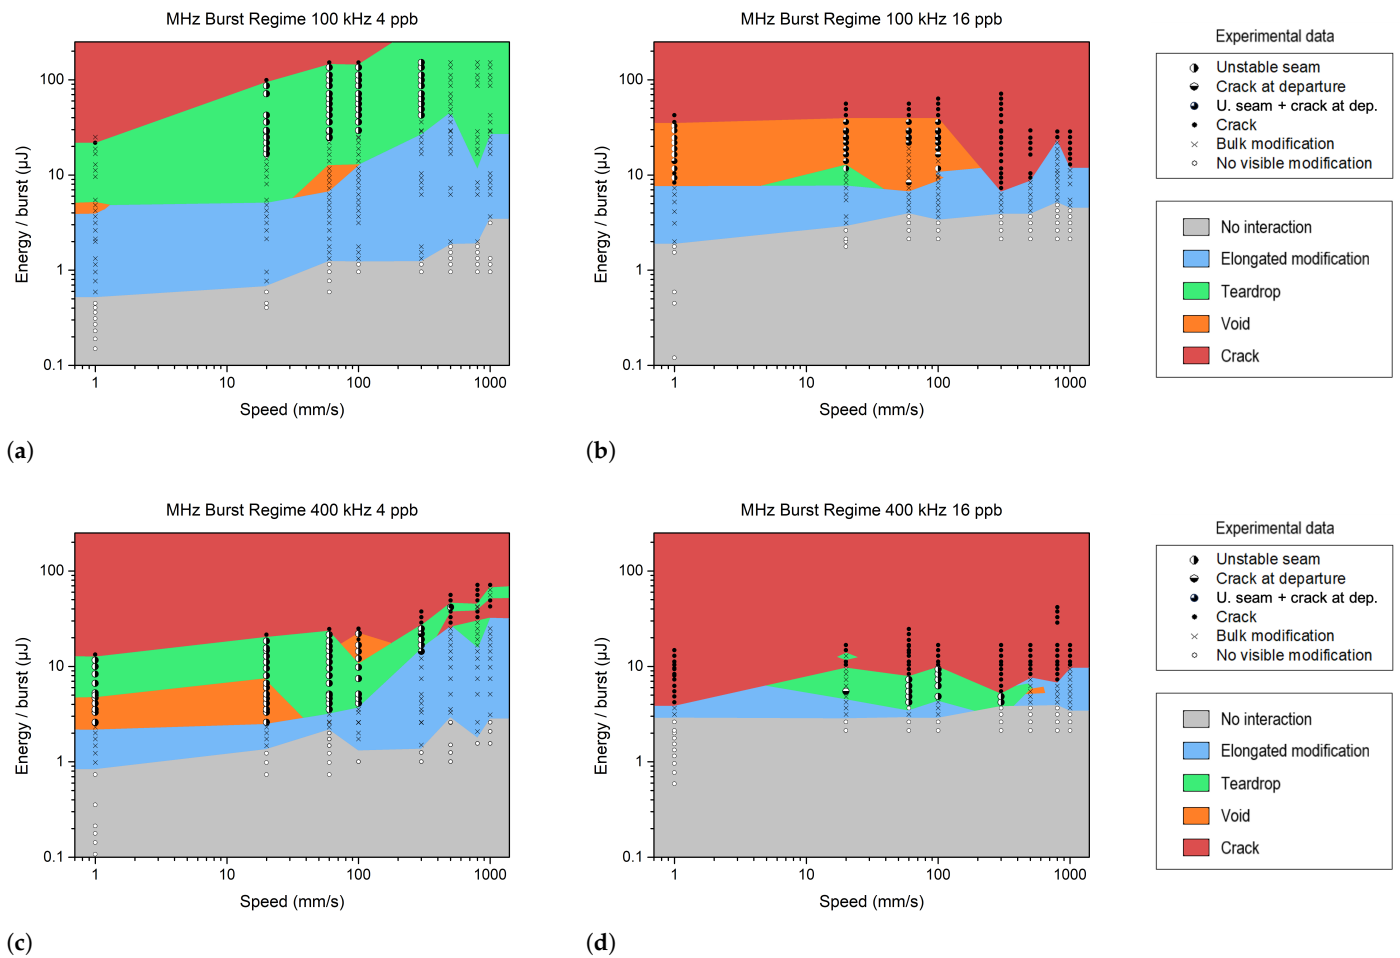 MHz Burst Regime 100 kHz 4 ppb
Energy / burst (µJ)
100
10
1
0.1
1
10
100
1000
Speed (mm/s)
(a)
MHz Burst Regime 100 kHz 16 ppb
Energy / burst (µJ)
100
10
1
0.1
1
10
100
1000
Speed (mm/s)
(b)
Experimental data
Unstable seam
Crack at departure
U. seam + crack at dep.
Crack
Bulk modification
No visible modification
No interaction
Elongated modification
Teardrop
Void
Crack
MHz Burst Regime 400 kHz 4 ppb
Energy / burst (µJ)
100
10
1
0.1
1
10
100
1000
Speed (mm/s)
(c)
MHz Burst Regime 400 kHz 16 ppb
Energy / burst (µJ)
100
10
1
0.1
1
10
100
1000
Speed (mm/s)
(d)
Experimental data
Unstable seam
Crack at departure
U. seam + crack at dep.
Crack
Bulk modification
No visible modification
No interaction
Elongated modification
Teardrop
Void
Crack